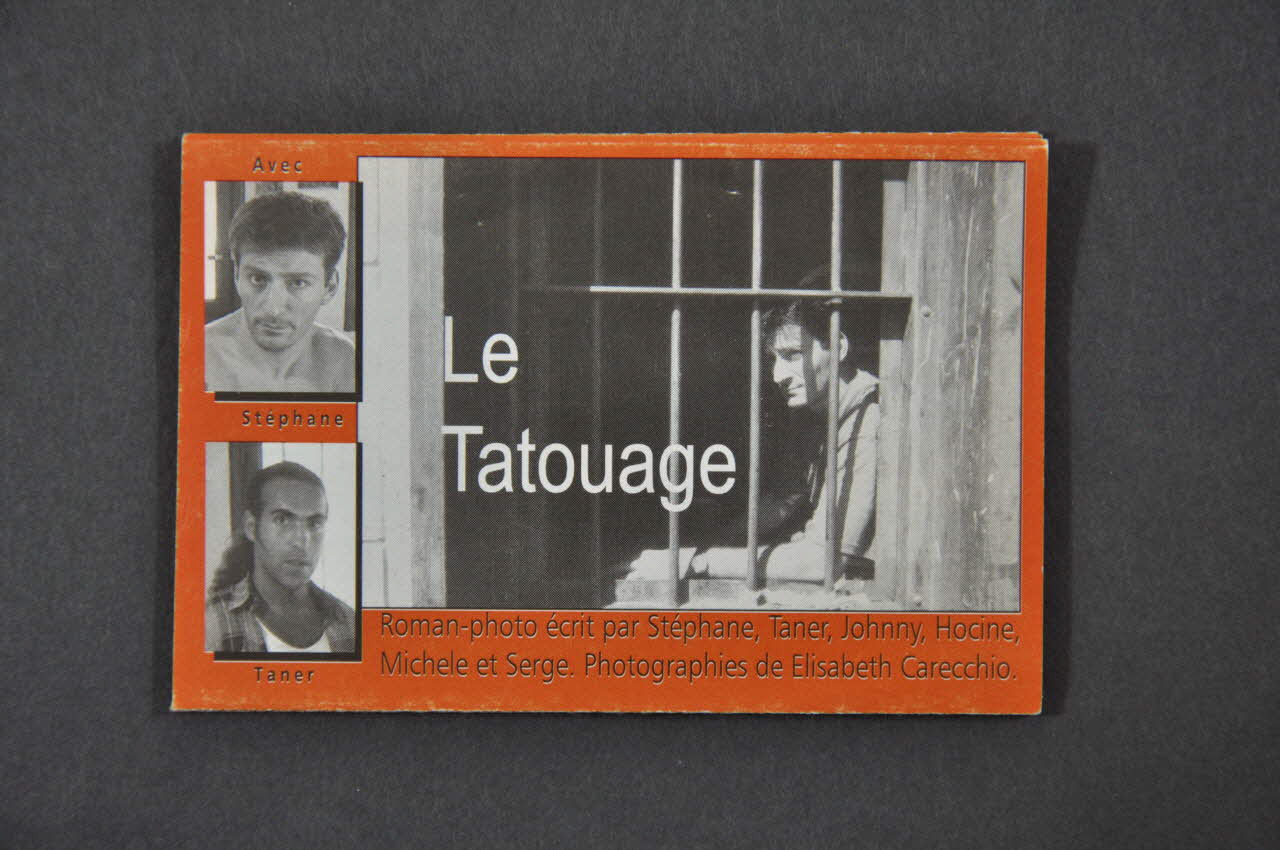 Avec
Stéphane
Taner
Le
Tatouage
Roman-photo écrit par Stéphane, Taner, Johnny, Hocine,
Michele et Serge. Photographies de Elisabeth Carecchio.